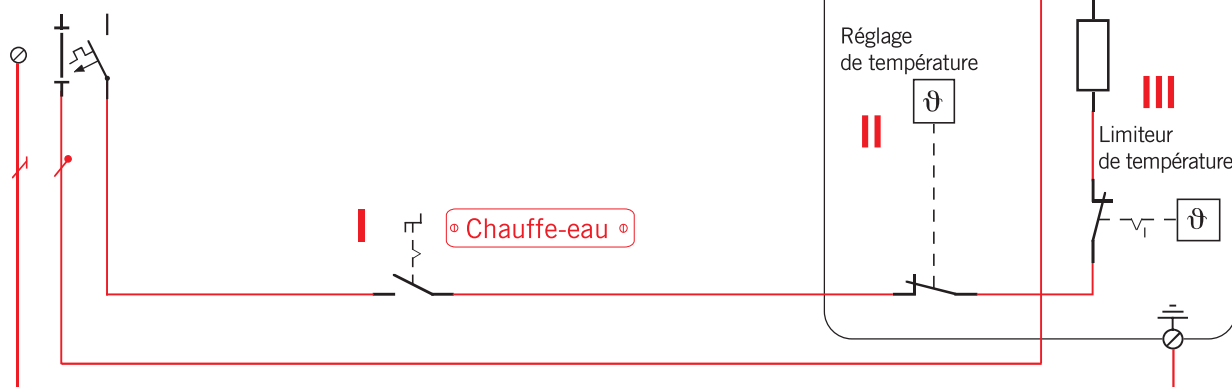 Réglage
de température
ϑ
II
III
Limiteur
de température
ϑ
I
Chauffe-eau